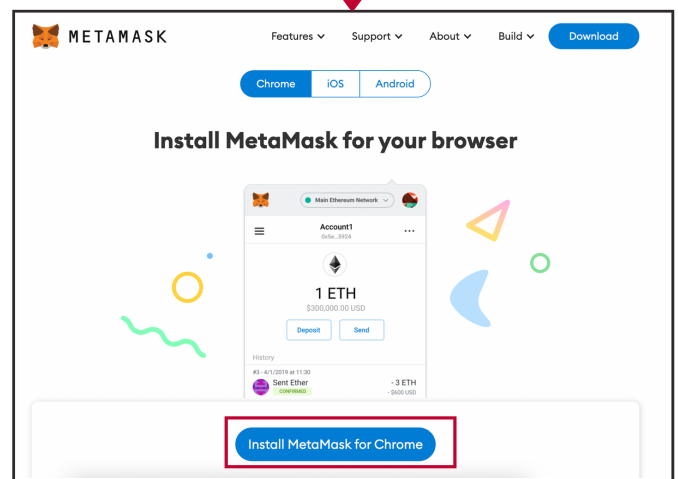 METAMASK
Features Support About Build Download
Chrome iOS Android
Install MetaMask for your browser
Main Ethereum Network
Account1
0x5e...5924
1 ETH
$300,000.00 USD
Deposit Send
History
#3 - 4/1/2019 at 11:30
Sent Ether - 3 ETH
CONFIRMED - $600 USD
Install MetaMask for Chrome